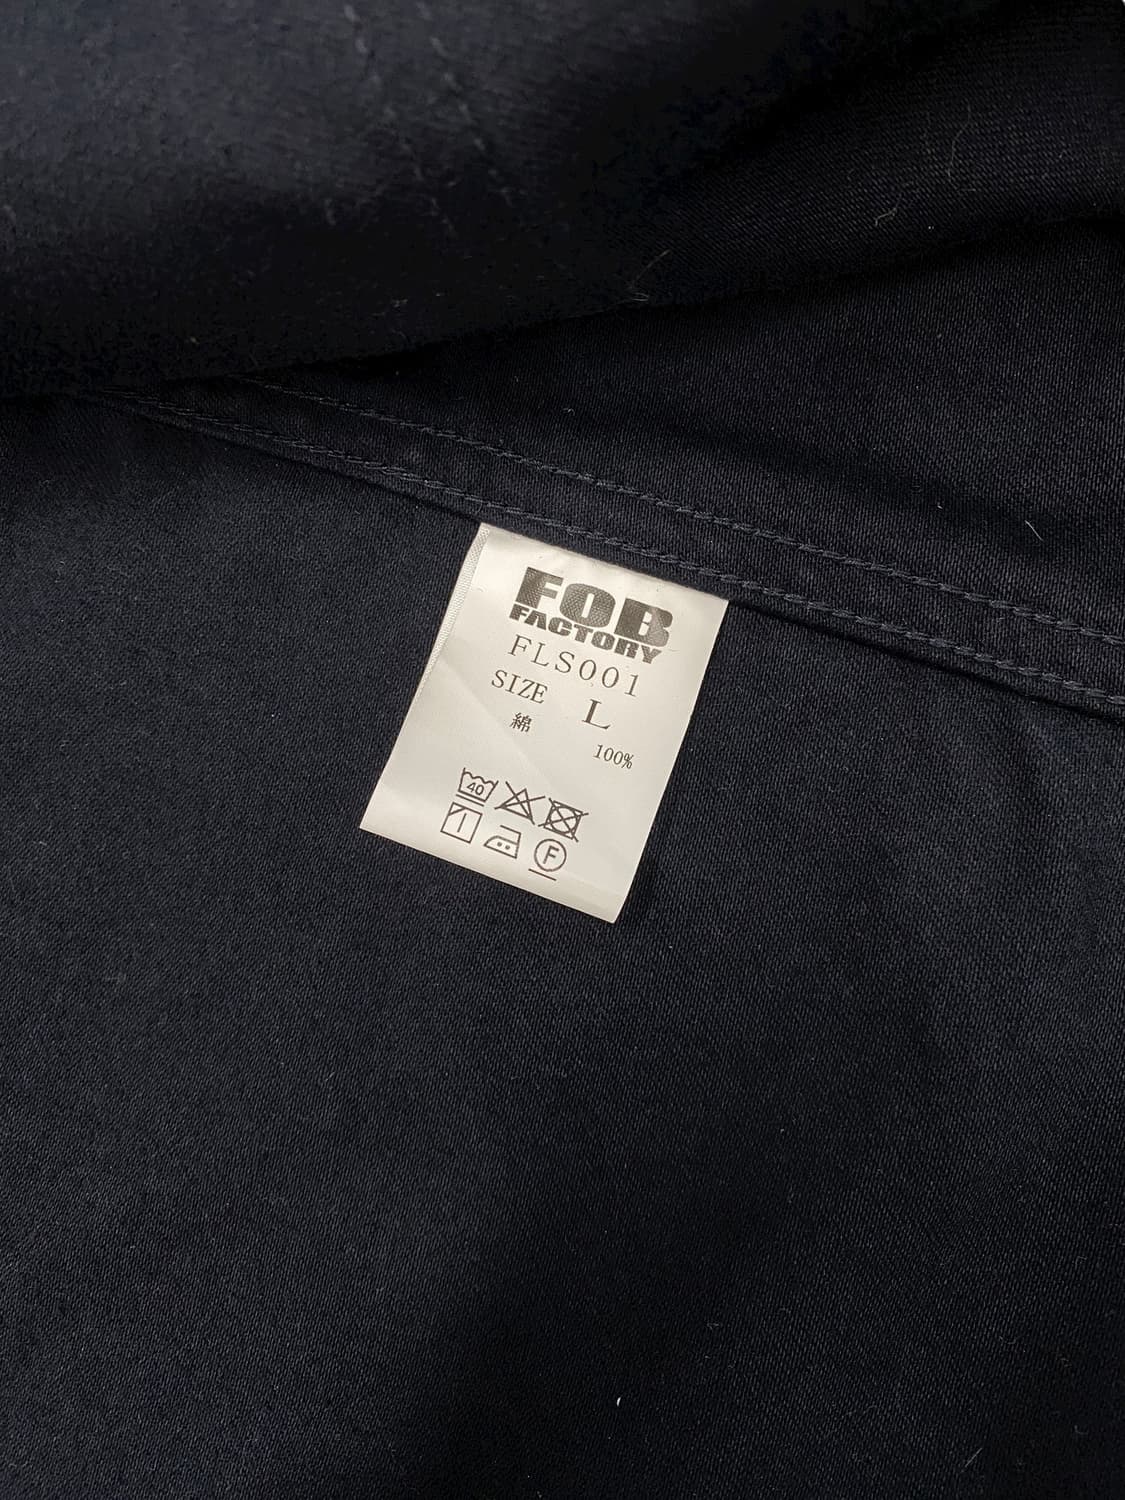 FOB
FACTORY
FLS001
SIZE L
綿 100%
40
F